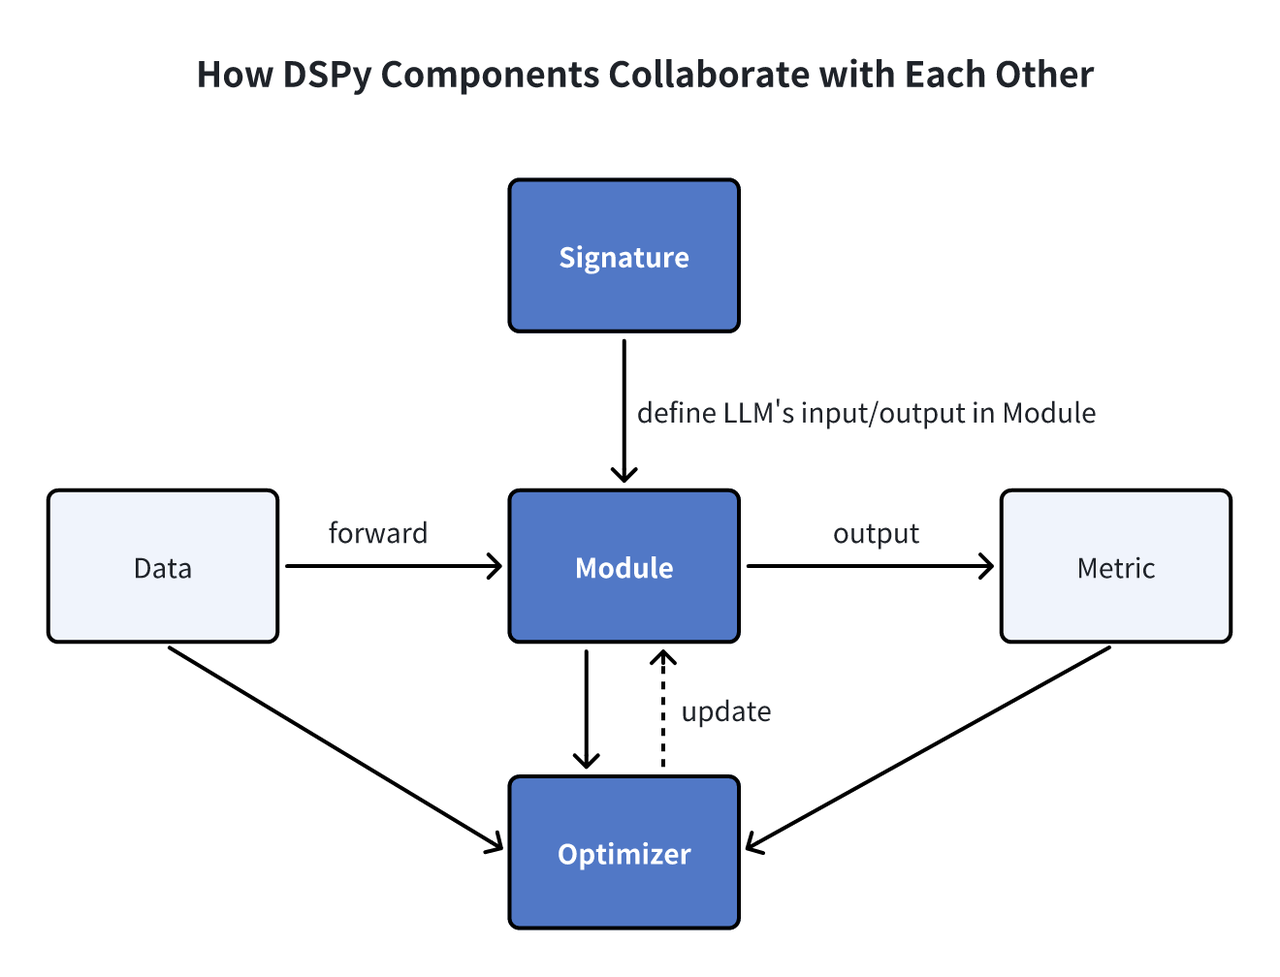 How DSPy Components Collaborate with Each Other
Signature
define LLM's input/output in Module
Data
forward
Module
output
Metric
update
Optimizer